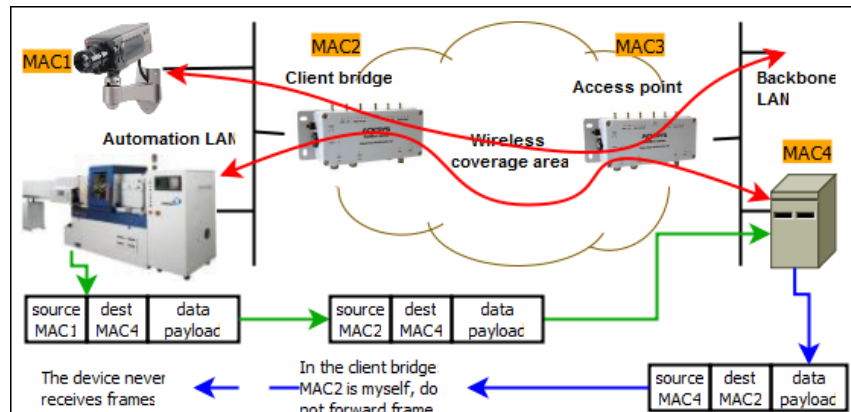 MAC1
MAC2
MAC3
Client bridge
Access point
Backbone
LAN
Automation LAN
Wireless
coverage area
MAC4
ACKSYS
source
MAC1
dest
MAC4
data
payload
source
MAC2
dest
MAC4
data
payload
The device never
receives frames
In the client bridge
MAC2 is myself, do
not forward frame
source
MAC4
dest
MAC2
data
payload